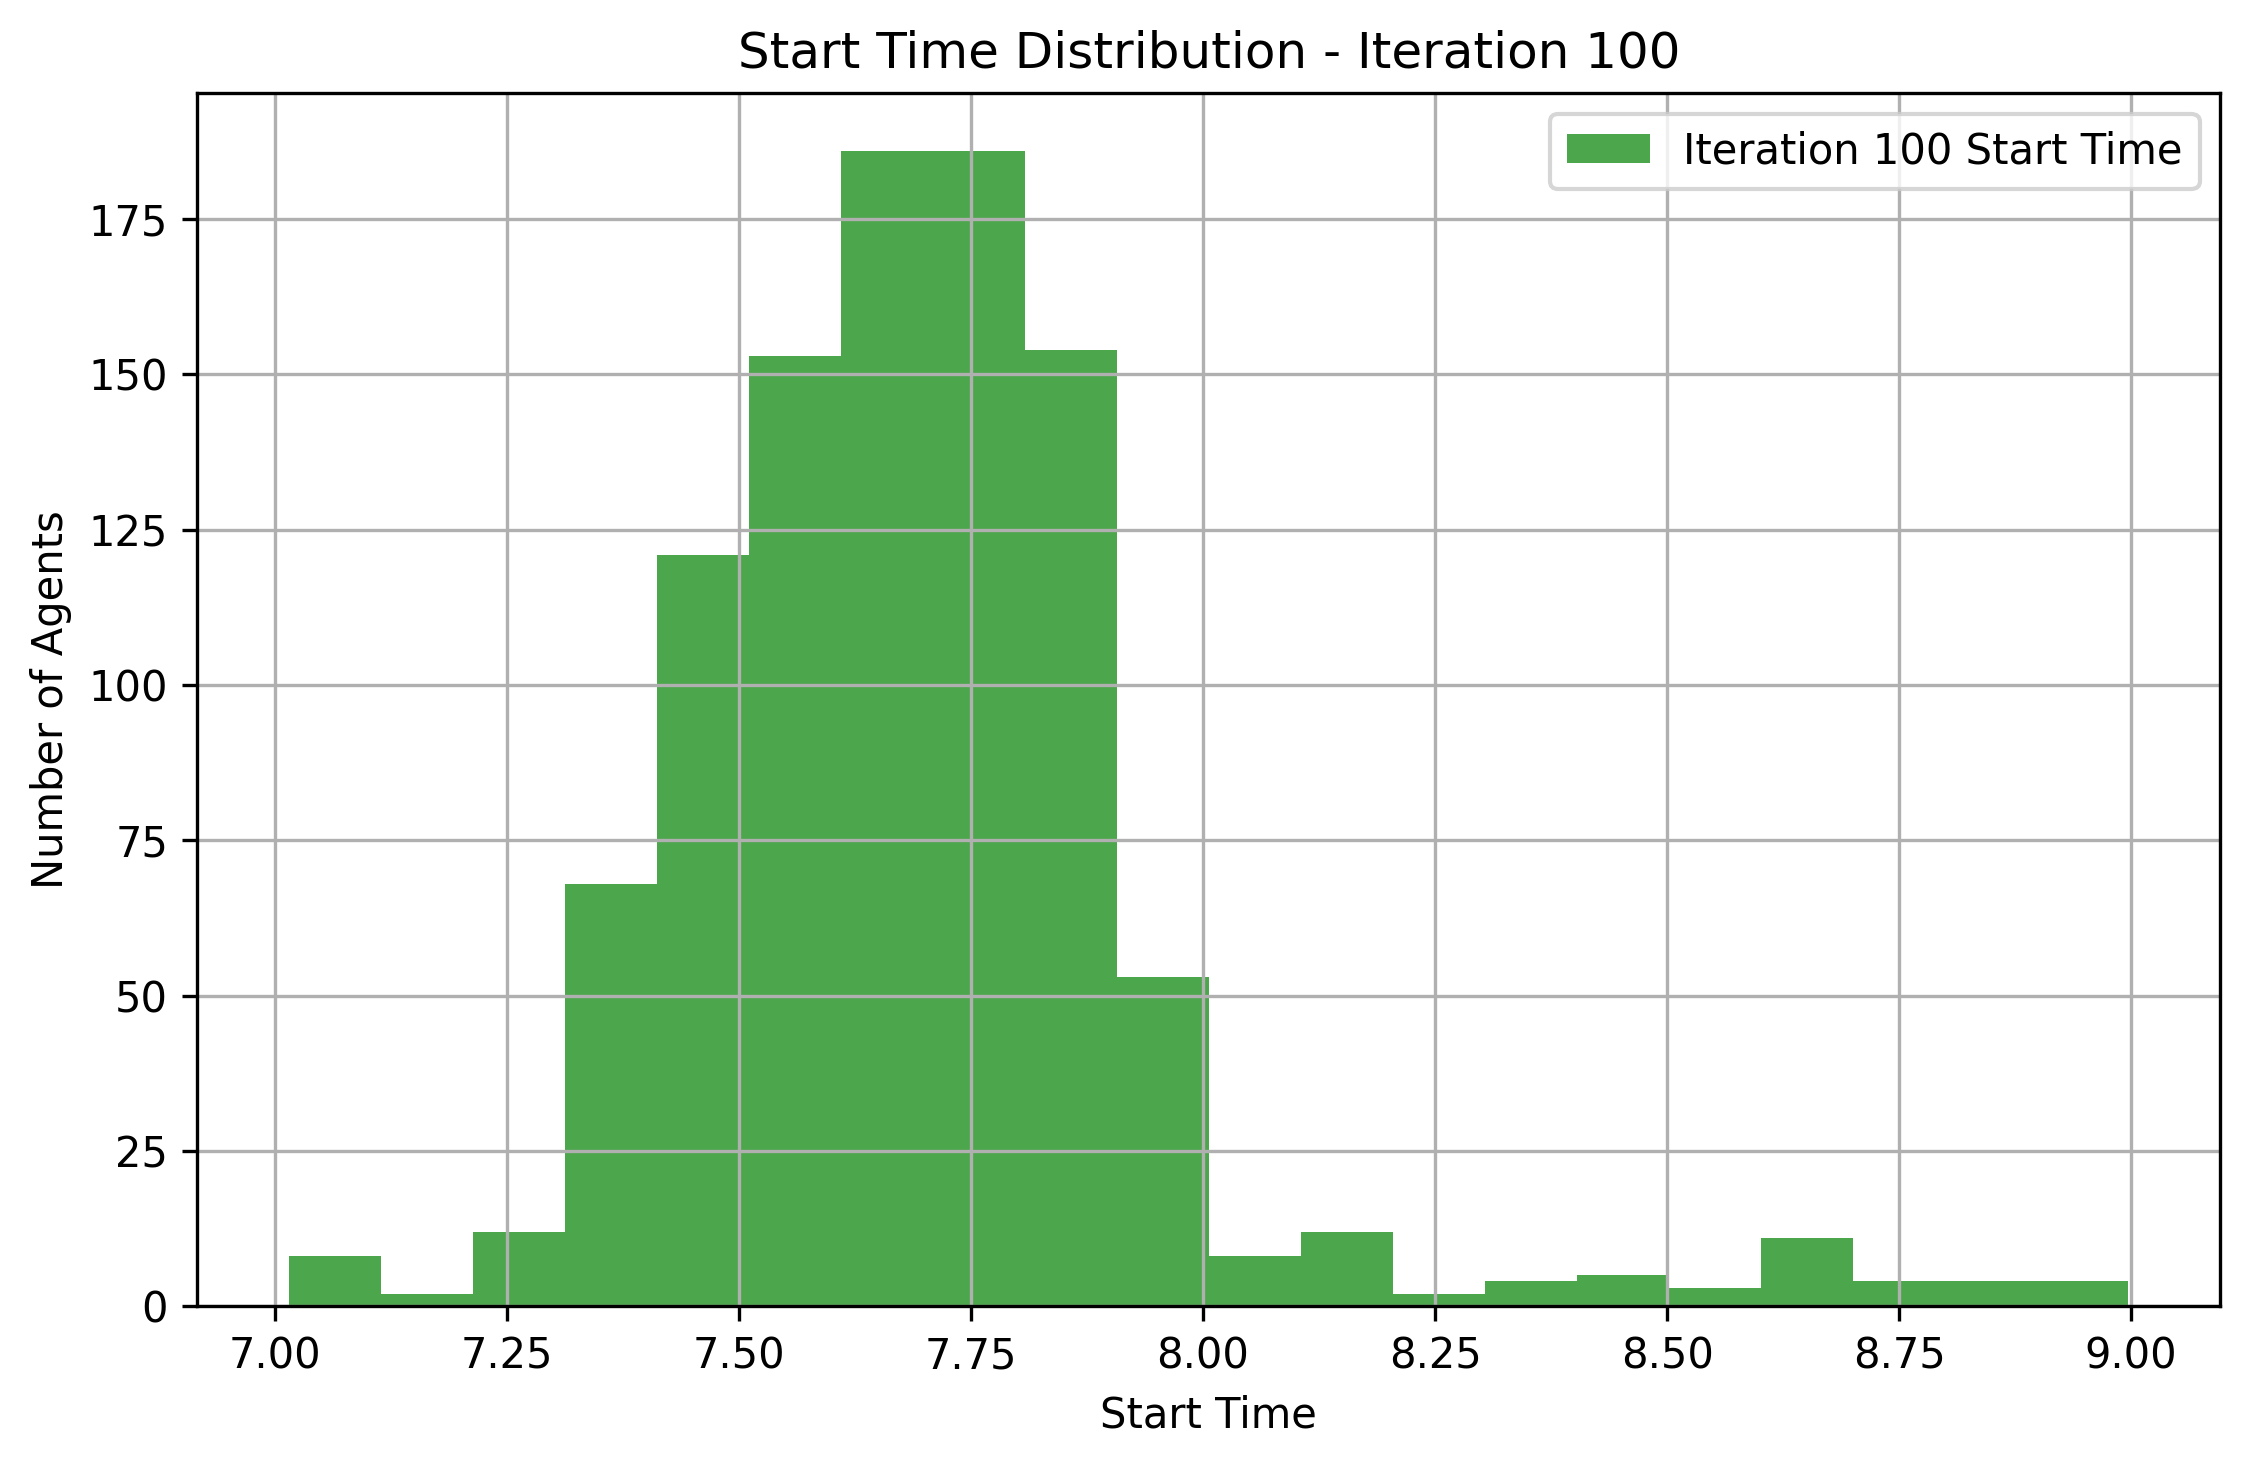 Start Time Distribution - Iteration 100
Iteration 100 Start Time
Number of Agents
175
150
125
100
75
50
25
0
7.00 7.25 7.50 7.75 8.00 8.25 8.50 8.75 9.00
Start Time